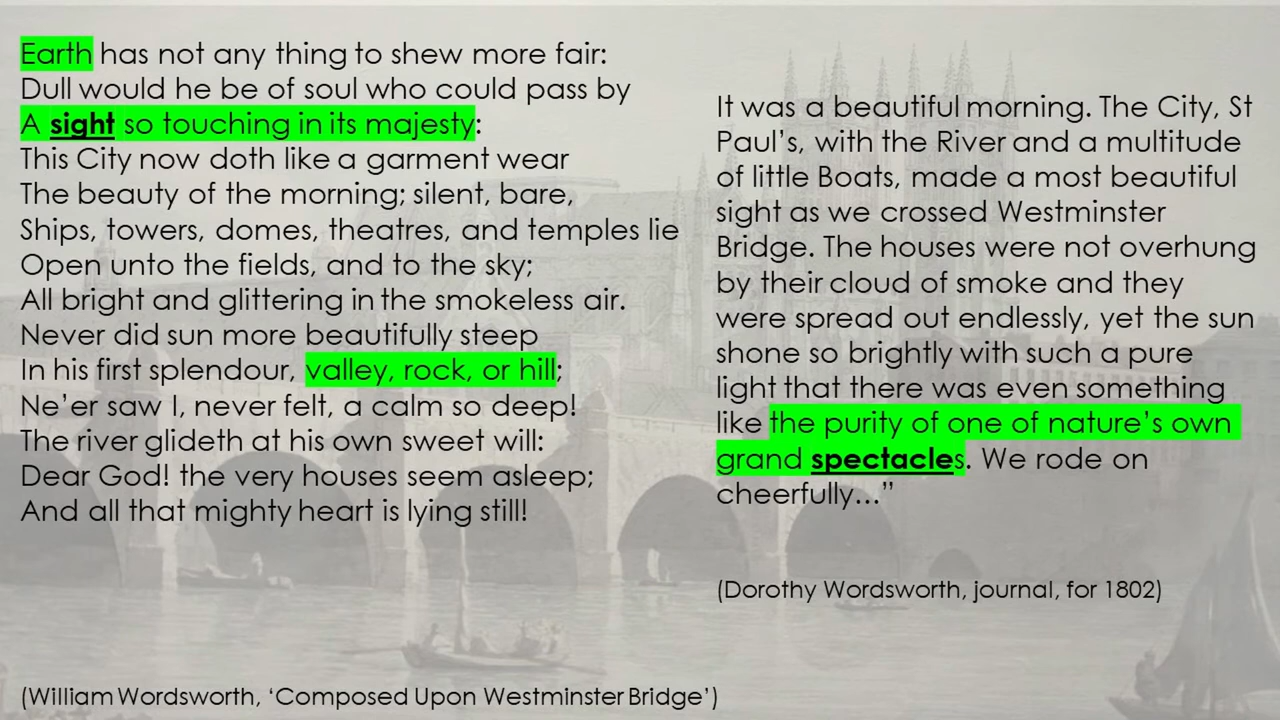 Earth has not any thing to shew more fair:
Dull would he be of soul who could pass by
A sight so touching in its majesty:
This City now doth like a garment wear
The beauty of the morning; silent, bare,
Ships, towers, domes, theatres, and temples lie
Open unto the fields, and to the sky;
All bright and glittering in the smokeless air.
Never did sun more beautifully steep
In his first splendour, valley, rock, or hill;
Ne’er saw I, never felt, a calm so deep!
The river glideth at his own sweet will:
Dear God! the very houses seem asleep;
And all that mighty heart is lying still!
(William Wordsworth, ‘Composed Upon Westminster Bridge’)
It was a beautiful morning. The City, St
Paul’s, with the River and a multitude
of little Boats, made a most beautiful
sight as we crossed Westminster
Bridge. The houses were not overhung
by their cloud of smoke and they
were spread out endlessly, yet the sun
shone so brightly with such a pure
light that there was even something
like the purity of one of nature’s own
grand spectacles. We rode on
cheerfully…”
(Dorothy Wordsworth, journal, for 1802)